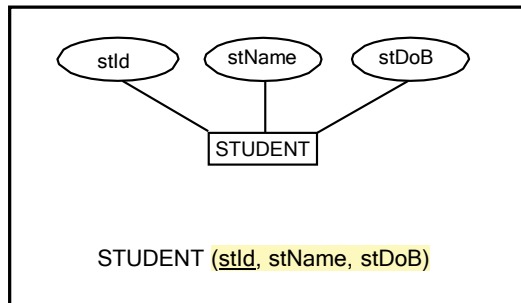 stId
stName
stDoB
STUDENT
STUDENT (stId, stName, stDoB)